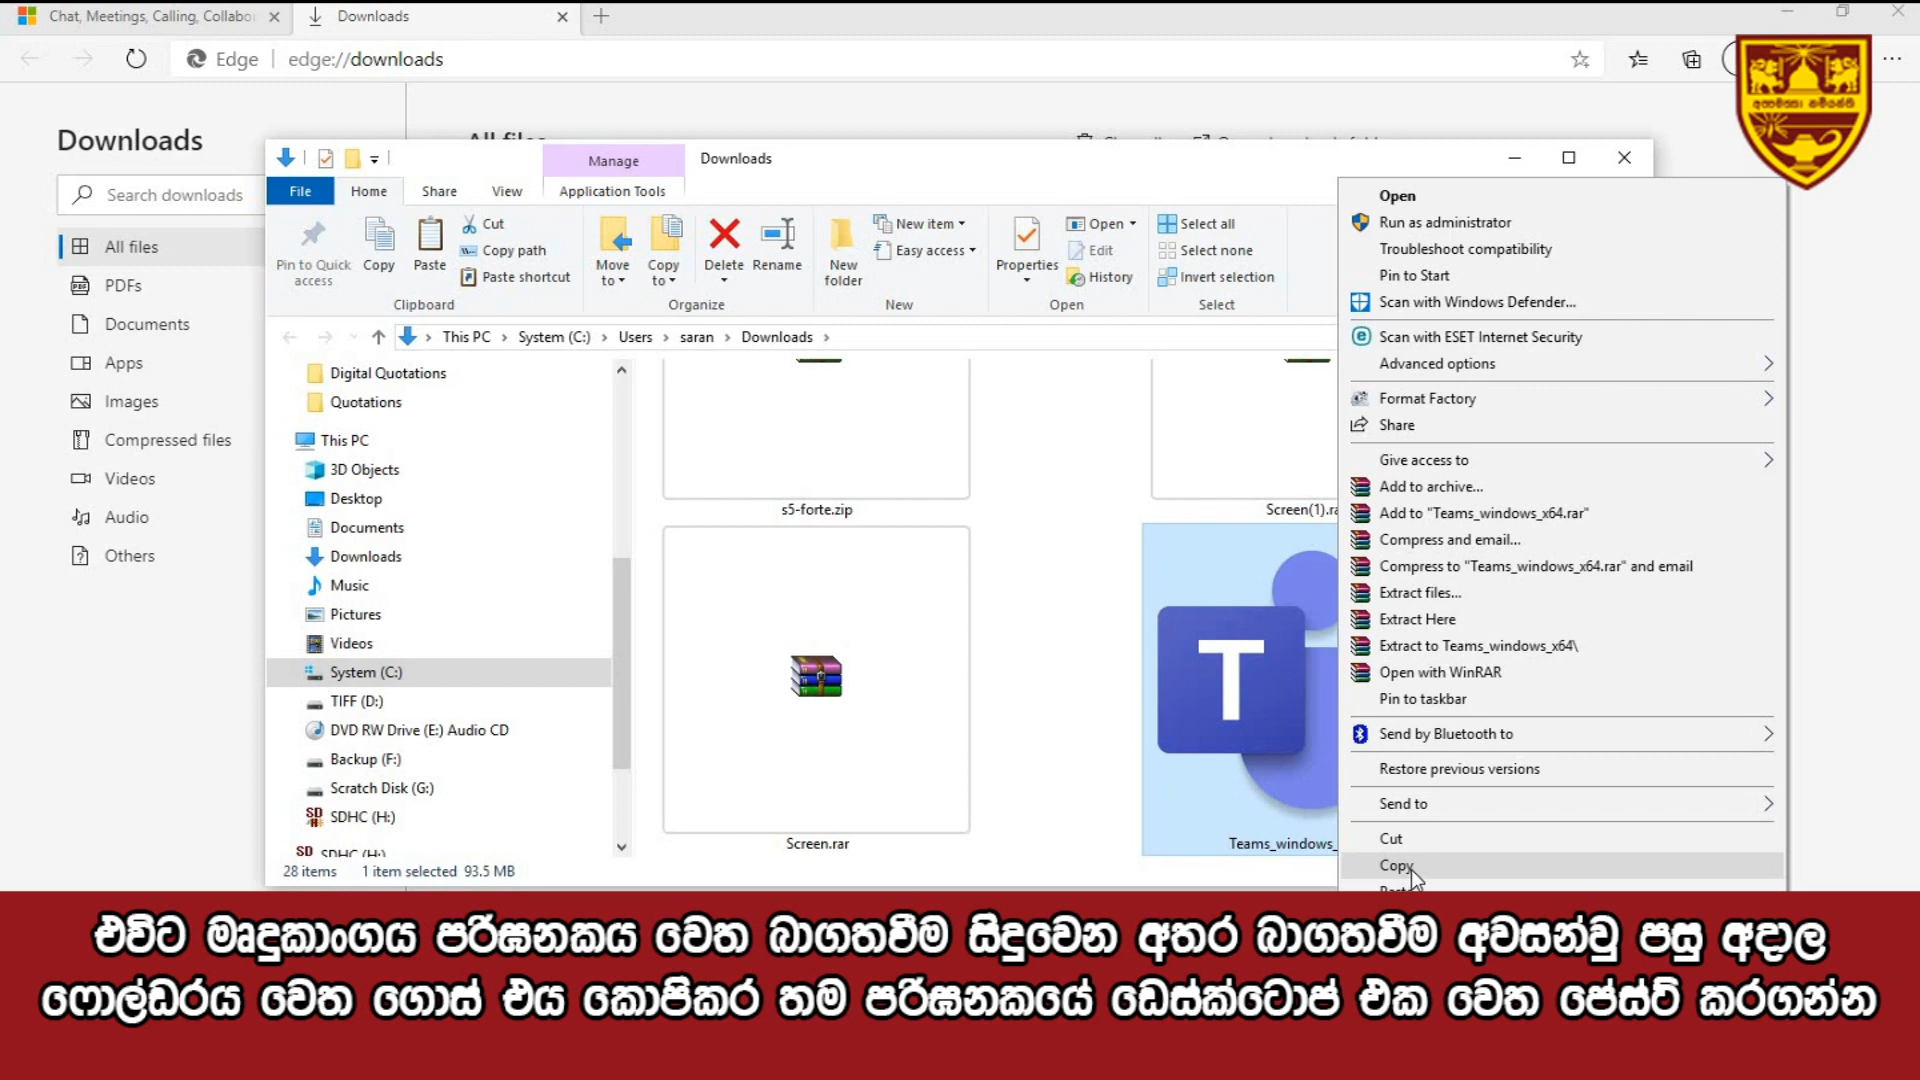 Chat, Meetings, Calling, Collabo
Downloads
Edge
edge://downloads
Downloads
Search downloads
All files
PDFs
Documents
Apps
Images
Compressed files
Videos
Audio
Others
All files
Manage
Downloads
File
Home
Share
View
Application Tools
Pin to Quick access
Copy
Paste
Cut
Copy path
Paste shortcut
Clipboard
Move to
Copy to
Delete
Rename
Organize
New folder
New item
Easy access
New
Properties
Open
Edit
History
Open
Select all
Select none
Invert selection
Select
This PC > System (C:) > Users > saran > Downloads >
Digital Quotations
Quotations
This PC
3D Objects
Desktop
Documents
Downloads
Music
Pictures
Videos
System (C:)
TIFF (D:)
DVD RW Drive (E:) Audio CD
Backup (F:)
Scratch Disk (G:)
SDHC (H:)
SDHC (H:)
s5-forte.zip
Screen(1).ra
Screen.rar
Teams_windows_
28 items 1 item selected 93.5 MB
Open
Run as administrator
Troubleshoot compatibility
Pin to Start
Scan with Windows Defender...
Scan with ESET Internet Security
Advanced options
Format Factory
Share
Give access to
Add to archive...
Add to "Teams_windows_x64.rar"
Compress and email...
Compress to "Teams_windows_x64.rar" and email
Extract files...
Extract Here
Extract to Teams_windows_x64\
Open with WinRAR
Pin to taskbar
Send by Bluetooth to
Restore previous versions
Send to
Cut
Copy
එවිට මෘදුකාංගය පරිඝනකය වෙත බාගතවීම සිදුවෙන අතර බාගතවීම අවසන්වු පසු අදාල
ෆොල්ඩරය වෙත ගොස් එය කොපිකර තම පරිඝනකයේ ඩෙස්ක්ටොප් එක වෙත පේස්ට් කරගන්න